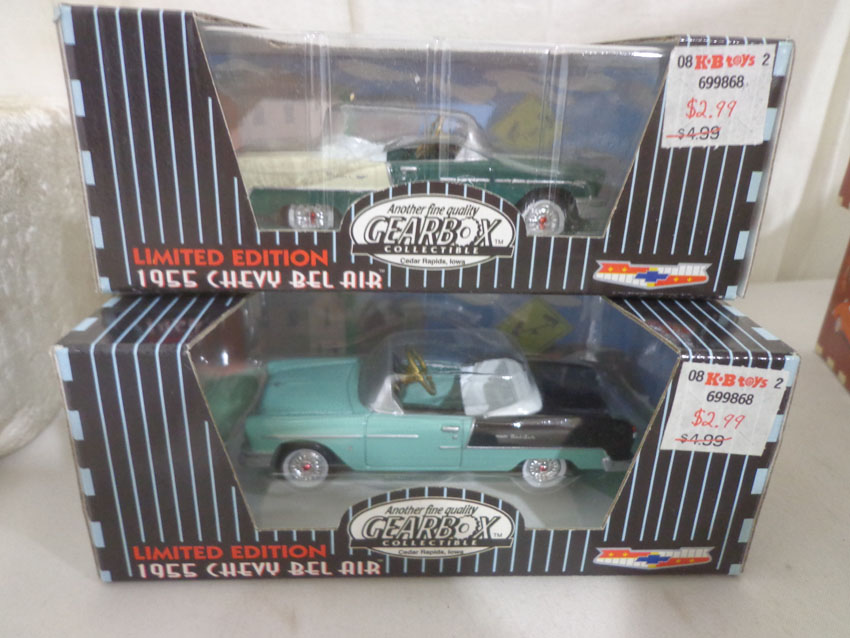 08 K·B toys 2
699868
$2.99
$4.99
Another fine quality
GEARBOX TM
COLLECTIBLE
Cedar Rapids, Iowa
LIMITED EDITION
1955 CHEVY BEL AIR
08 K·B toys 2
699868
$2.99
$4.99
Another fine quality
GEARBOX TM
COLLECTIBLE
Cedar Rapids, Iowa
LIMITED EDITION
1955 CHEVY BEL AIR